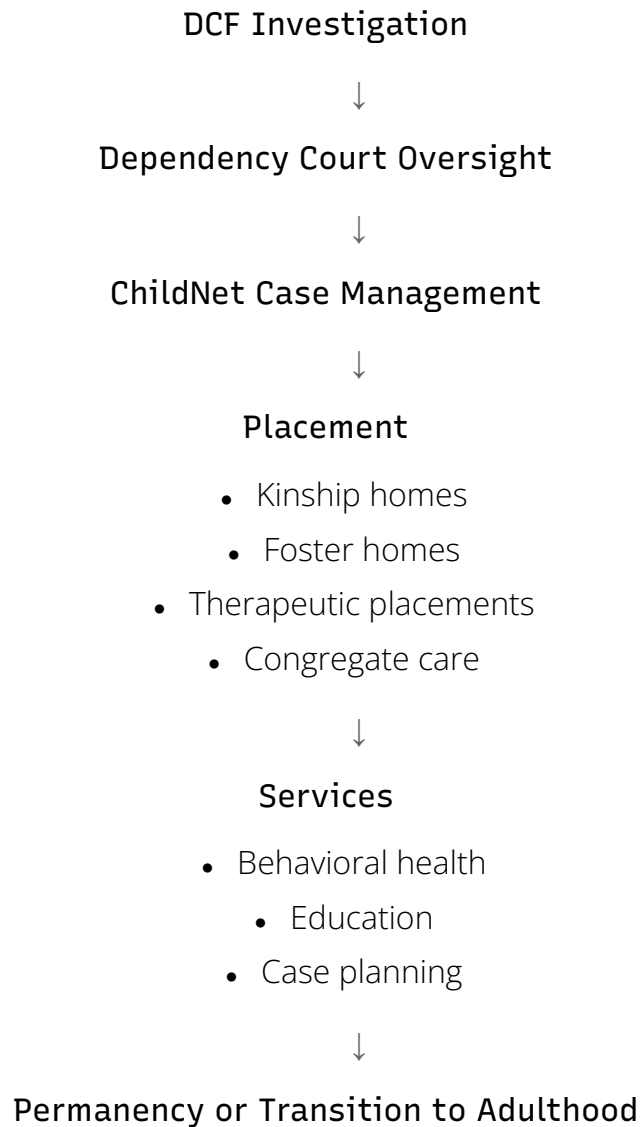 DCF Investigation
↓
Dependency Court Oversight
↓
ChildNet Case Management
↓
Placement
• Kinship homes
• Foster homes
• Therapeutic placements
• Congregate care
↓
Services
• Behavioral health
• Education
• Case planning
↓
Permanency or Transition to Adulthood